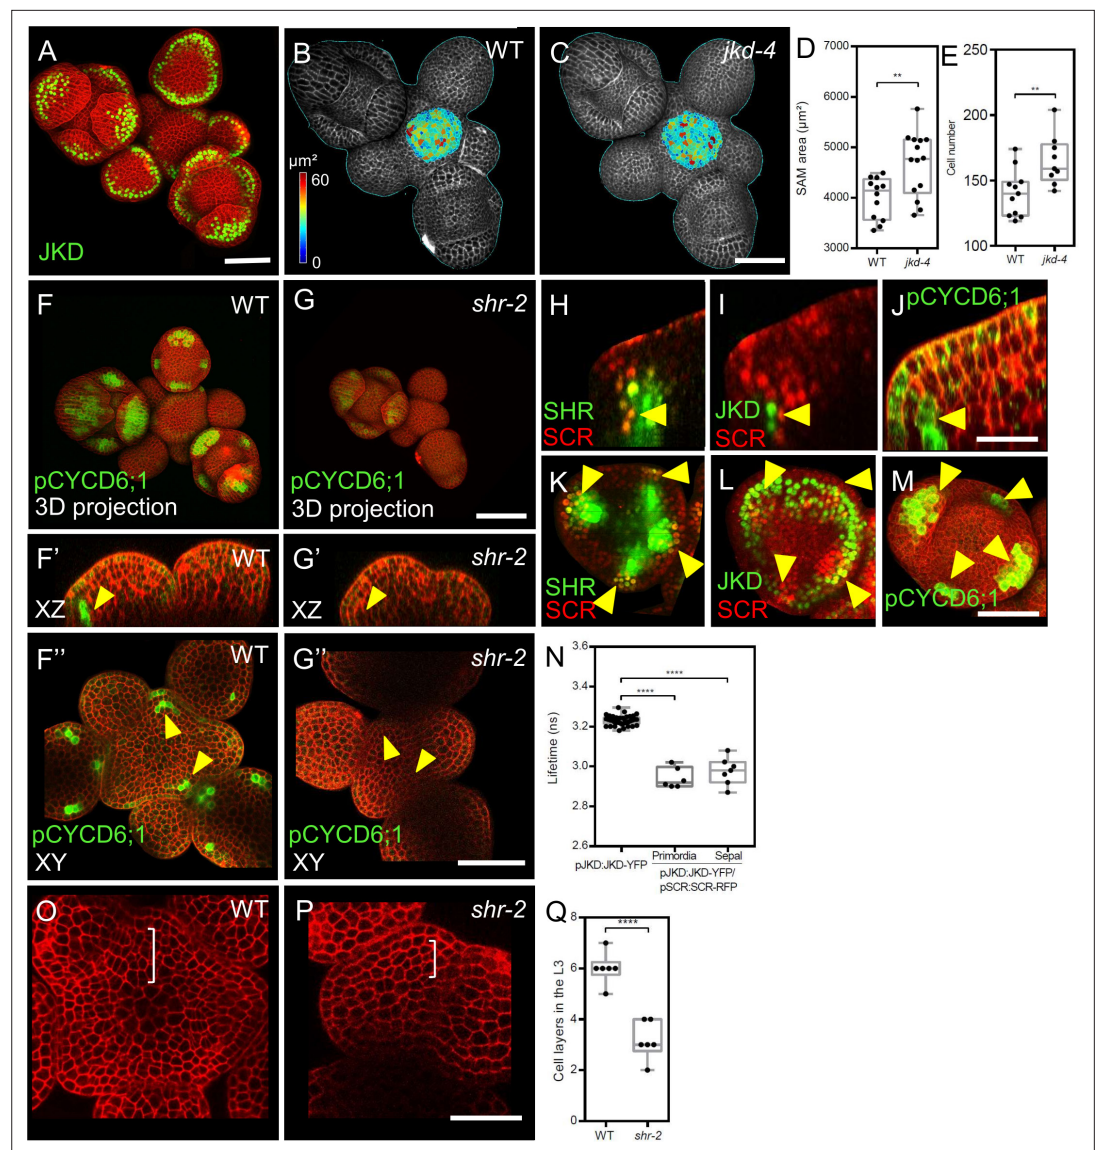 A
JKD
B
WT
µm²
60
0
C
jkd-4
D
7000
6000
5000
4000
3000
SAM area (µm²)
**
WT
jkd-4
E
250
200
150
100
Cell number
**
WT
jkd-4
F
WT
pCYCD6;1
3D projection
G
shr-2
pCYCD6;1
3D projection
H
SHR
SCR
I
JKD
SCR
J
pCYCD6;1
F'
WT
XZ
G'
shr-2
XZ
K
SHR
SCR
L
JKD
SCR
M
pCYCD6;1
F''
WT
pCYCD6;1
XY
G''
shr-2
pCYCD6;1
XY
N
3.6
3.4
3.2
3.0
2.8
2.6
Lifetime (ns)
****
****
pJKD:JKD-YFP
Primordia
Sepal
pJKD:JKD-YFP/
pSCR:SCR-RFP
O
WT
P
shr-2
Q
8
6
4
2
0
Cell layers in the L3
****
WT
shr-2